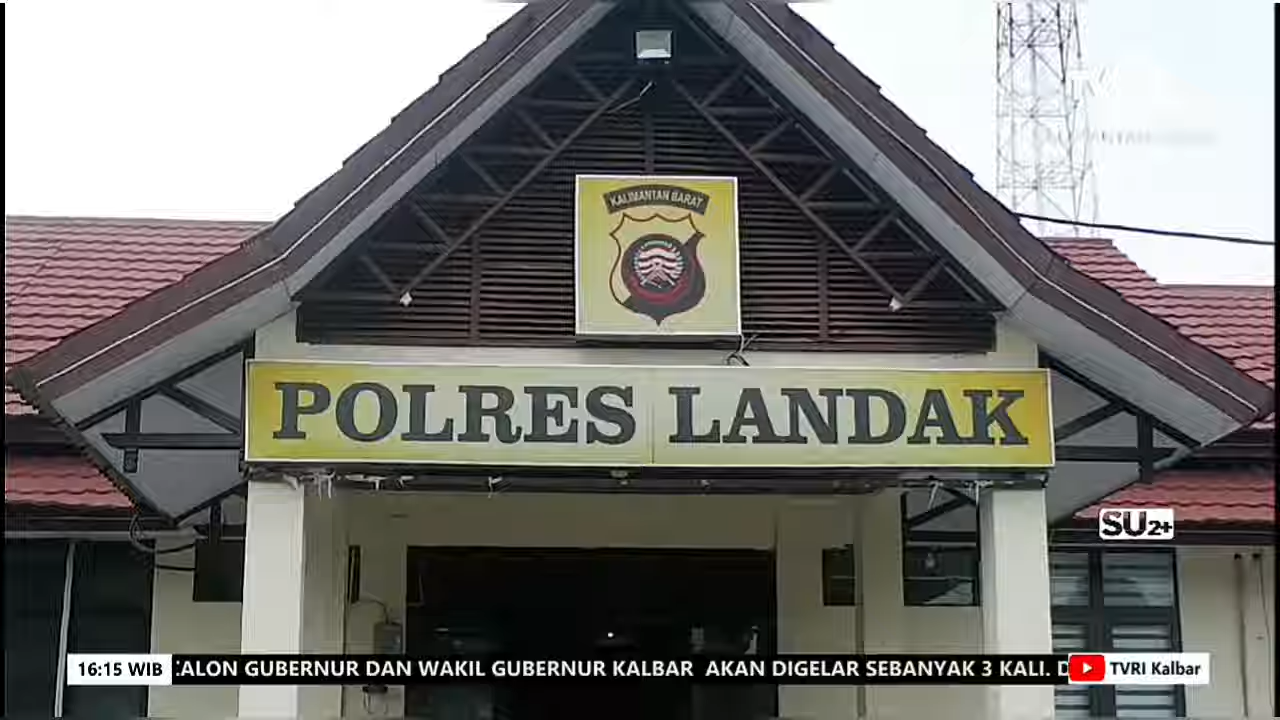 KALIMANTAN BARAT
POLRES LANDAK
SU2+
16:15 WIB
ALON GUBERNUR DAN WAKIL GUBERNUR KALBAR AKAN DIGELAR SEBANYAK 3 KALI. D
TVRI Kalbar